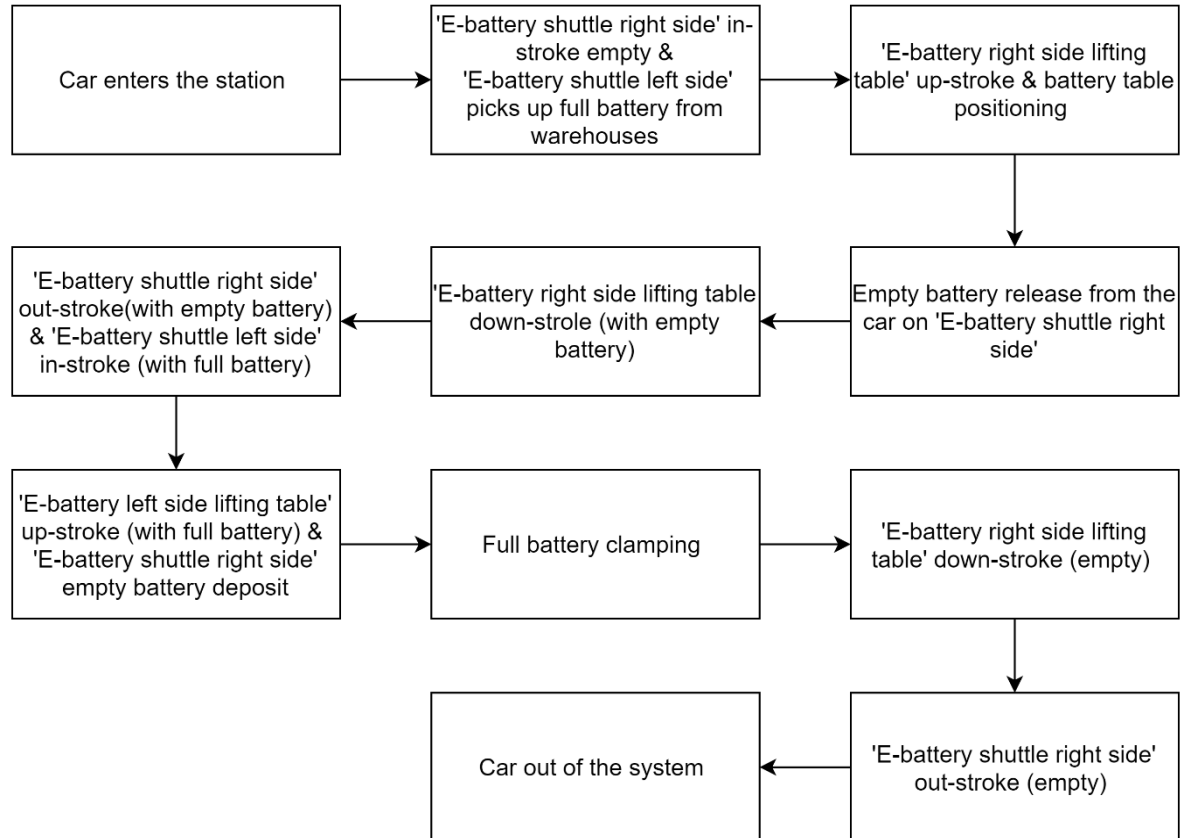 Car enters the station
'E-battery shuttle right side' in-
stroke empty &
'E-battery shuttle left side'
picks up full battery from
warehouses
'E-battery right side lifting
table' up-stroke & battery table
positioning
Empty battery release from the
car on 'E-battery shuttle right
side'
'E-battery right side lifting table
down-strole (with empty
battery)
'E-battery shuttle right side'
out-stroke(with empty battery)
& 'E-battery shuttle left side'
in-stroke (with full battery)
'E-battery left side lifting table'
up-stroke (with full battery) &
'E-battery shuttle right side'
empty battery deposit
Full battery clamping
'E-battery right side lifting
table' down-stroke (empty)
'E-battery shuttle right side'
out-stroke (empty)
Car out of the system